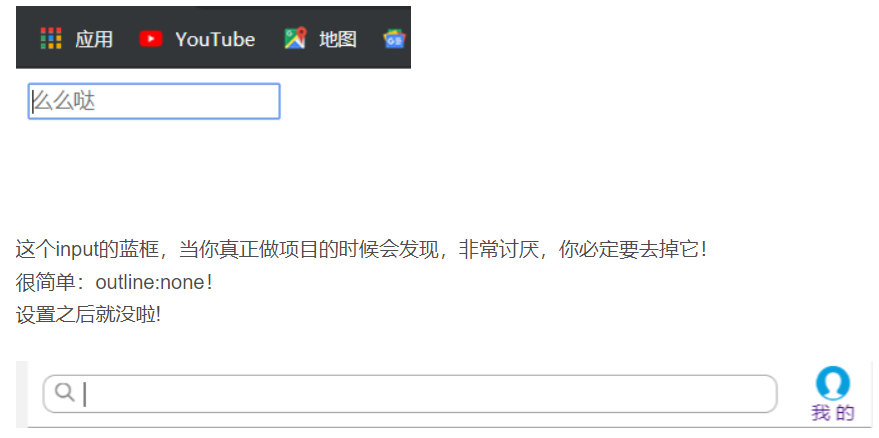 应用 YouTube 地图
么么哒
这个input的蓝框，当你真正做项目的时候会发现，非常讨厌，你必定要去掉它！
很简单：outline:none！
设置之后就没啦!
我的